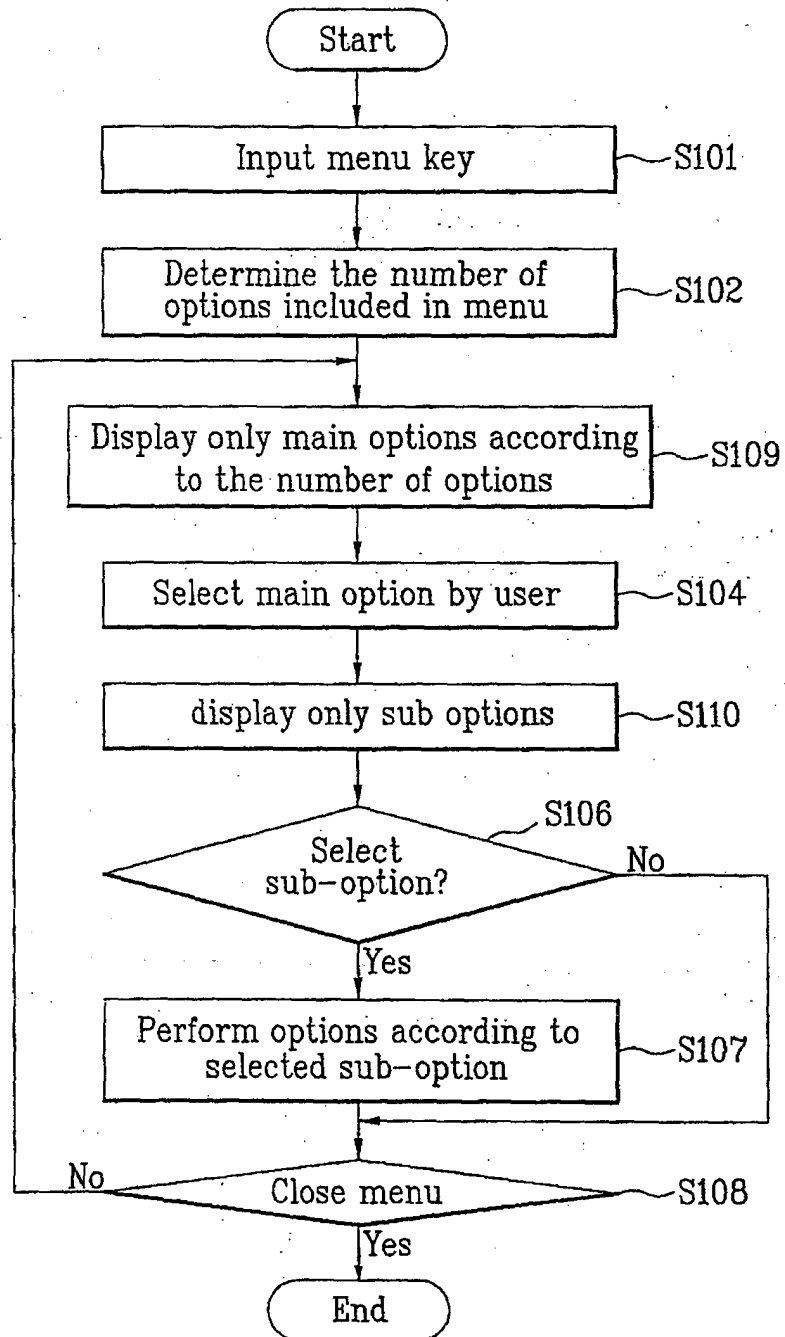 Start
Input menu key
S101
Determine the number of
options included in menu
S102
Display only main options according
to the number of options
S109
Select main option by user
S104
display only sub options
S110
S106
Select
sub-option?
No
Yes
Perform options according to
selected sub-option
S107
No
Close menu
S108
Yes
End